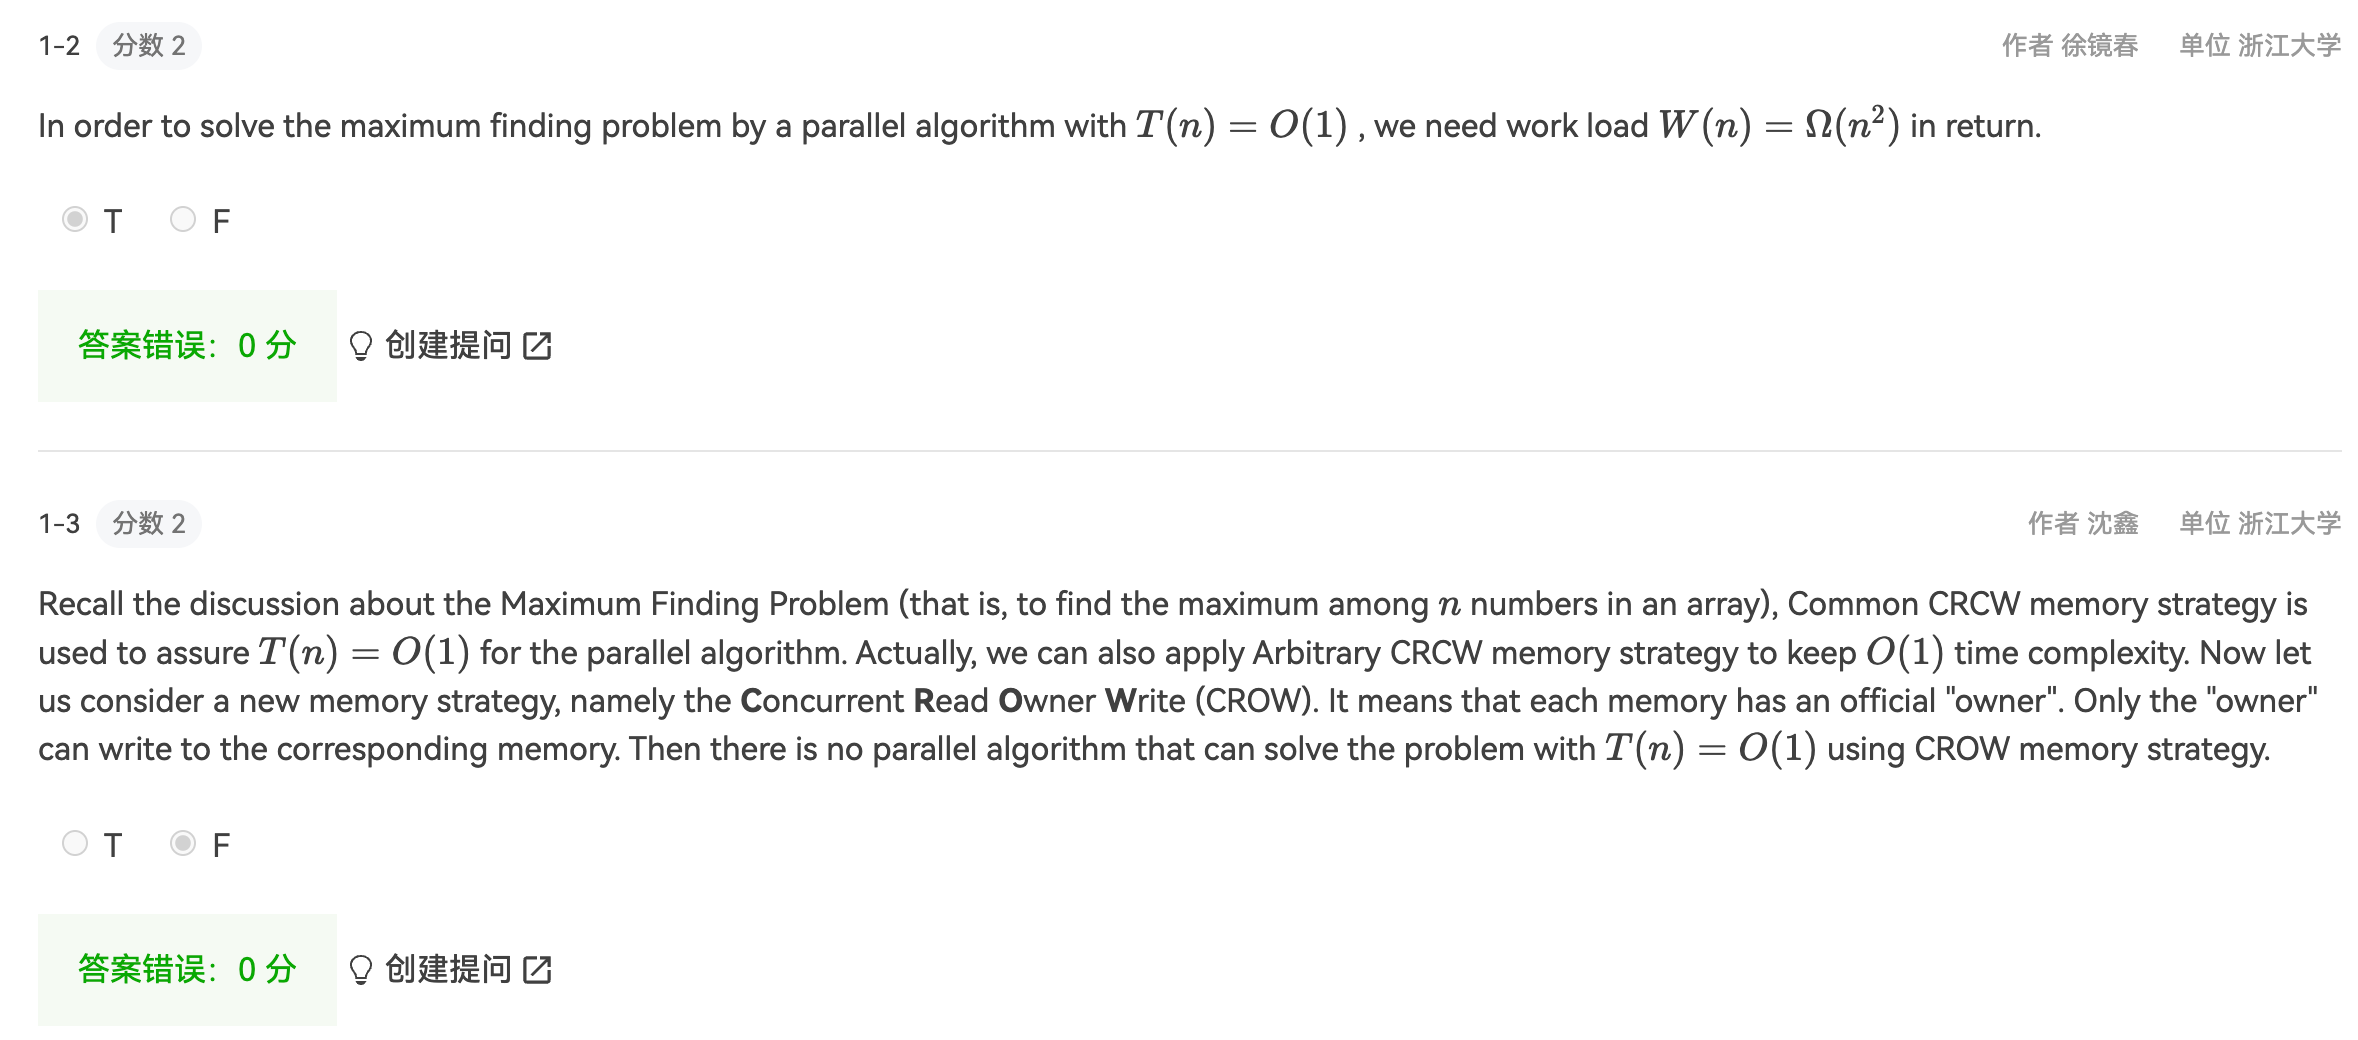 1-2 分数 2 作者 徐镜春 单位 浙江大学
In order to solve the maximum finding problem by a parallel algorithm with T(n) = O(1) , we need work load W(n) = Ω(n²) in return.
T F
答案错误：0 分 创建提问
1-3 分数 2 作者 沈鑫 单位 浙江大学
Recall the discussion about the Maximum Finding Problem (that is, to find the maximum among n numbers in an array), Common CRCW memory strategy is
used to assure T(n) = O(1) for the parallel algorithm. Actually, we can also apply Arbitrary CRCW memory strategy to keep O(1) time complexity. Now let
us consider a new memory strategy, namely the Concurrent Read Owner Write (CROW). It means that each memory has an official "owner". Only the "owner"
can write to the corresponding memory. Then there is no parallel algorithm that can solve the problem with T(n) = O(1) using CROW memory strategy.
T F
答案错误：0 分 创建提问